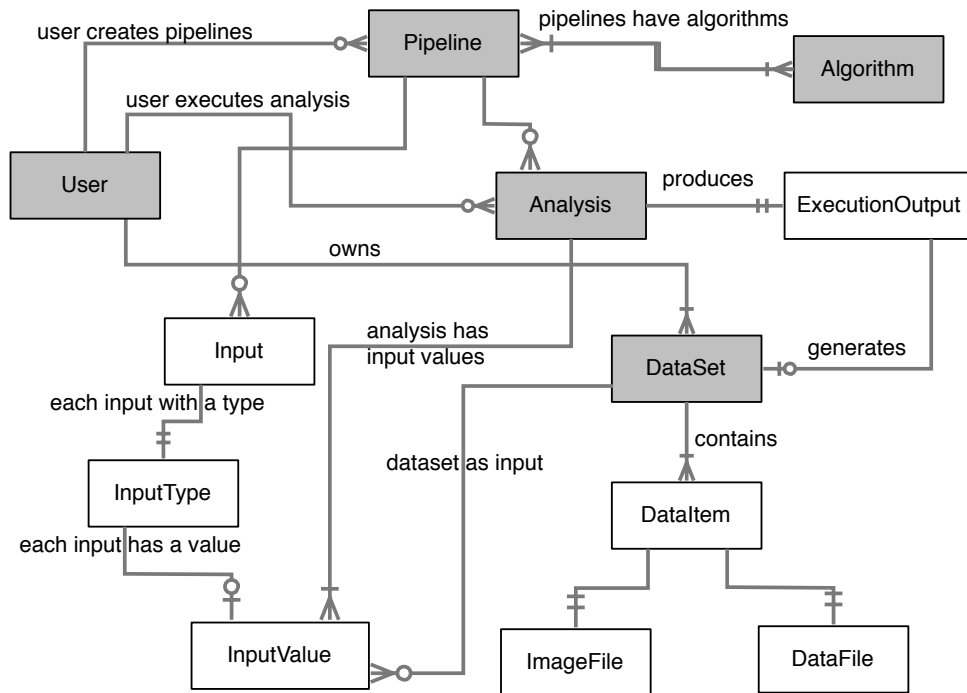 user creates pipelines
Pipeline
pipelines have algorithms
Algorithm
user executes analysis
User
Analysis
produces
ExecutionOutput
owns
Input
analysis has
input values
DataSet
generates
each input with a type
contains
dataset as input
InputType
DataItem
each input has a value
InputValue
ImageFile
DataFile